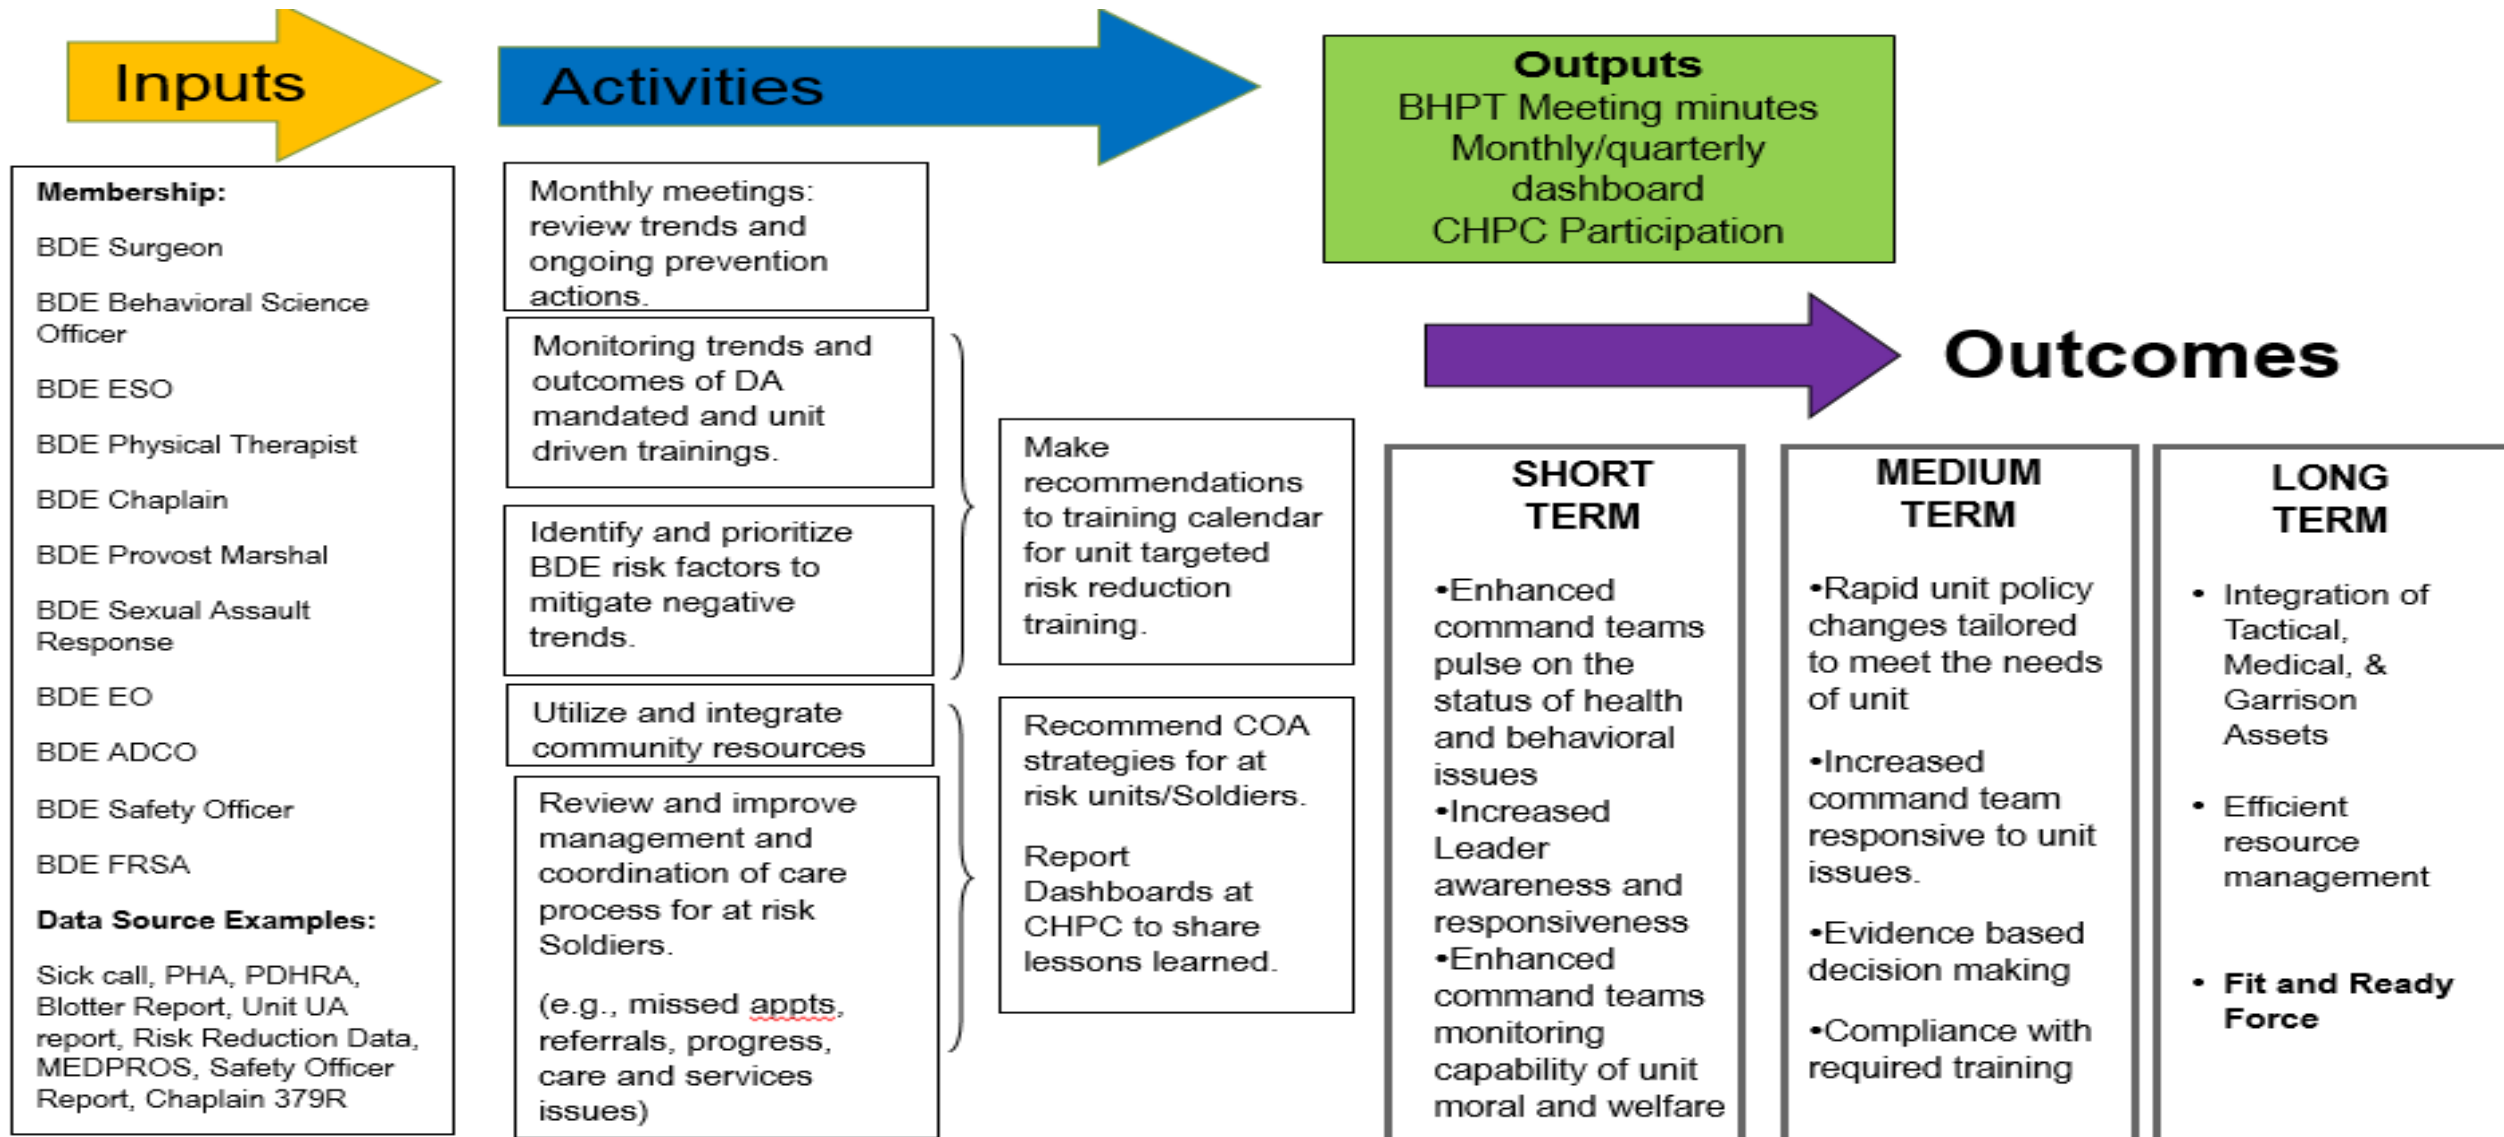 Inputs
Membership:
BDE Surgeon
BDE Behavioral Science
Officer
BDE ESO
BDE Physical Therapist
BDE Chaplain
BDE Provost Marshal
BDE Sexual Assault
Response
BDE EO
BDE ADCO
BDE Safety Officer
BDE FRSA
Data Source Examples:
Sick call, PHA, PDHRA,
Blotter Report, Unit UA
report, Risk Reduction Data,
MEDPROS, Safety Officer
Report, Chaplain 379R
Activities
Monthly meetings:
review trends and
ongoing prevention
actions.
Monitoring trends and
outcomes of DA
mandated and unit
driven trainings.
Identify and prioritize
BDE risk factors to
mitigate negative
trends.
Utilize and integrate
community resources
Review and improve
management and
coordination of care
process for at risk
Soldiers.
(e.g., missed appts,
referrals, progress,
care and services
issues)
Make
recommendations
to training calendar
for unit targeted
risk reduction
training.
Recommend COA
strategies for at
risk units/Soldiers.
Report
Dashboards at
CHPC to share
lessons learned.
Outputs
BHPT Meeting minutes
Monthly/quarterly
dashboard
CHPC Participation
Outcomes
SHORT
TERM
•Enhanced
command teams
pulse on the
status of health
and behavioral
issues
•Increased
Leader
awareness and
responsiveness
•Enhanced
command teams
monitoring
capability of unit
moral and welfare
MEDIUM
TERM
•Rapid unit policy
changes tailored
to meet the needs
of unit
•Increased
command team
responsive to unit
issues.
•Evidence based
decision making
•Compliance with
required training
LONG
TERM
• Integration of
Tactical,
Medical, &
Garrison
Assets
• Efficient
resource
management
• Fit and Ready
Force